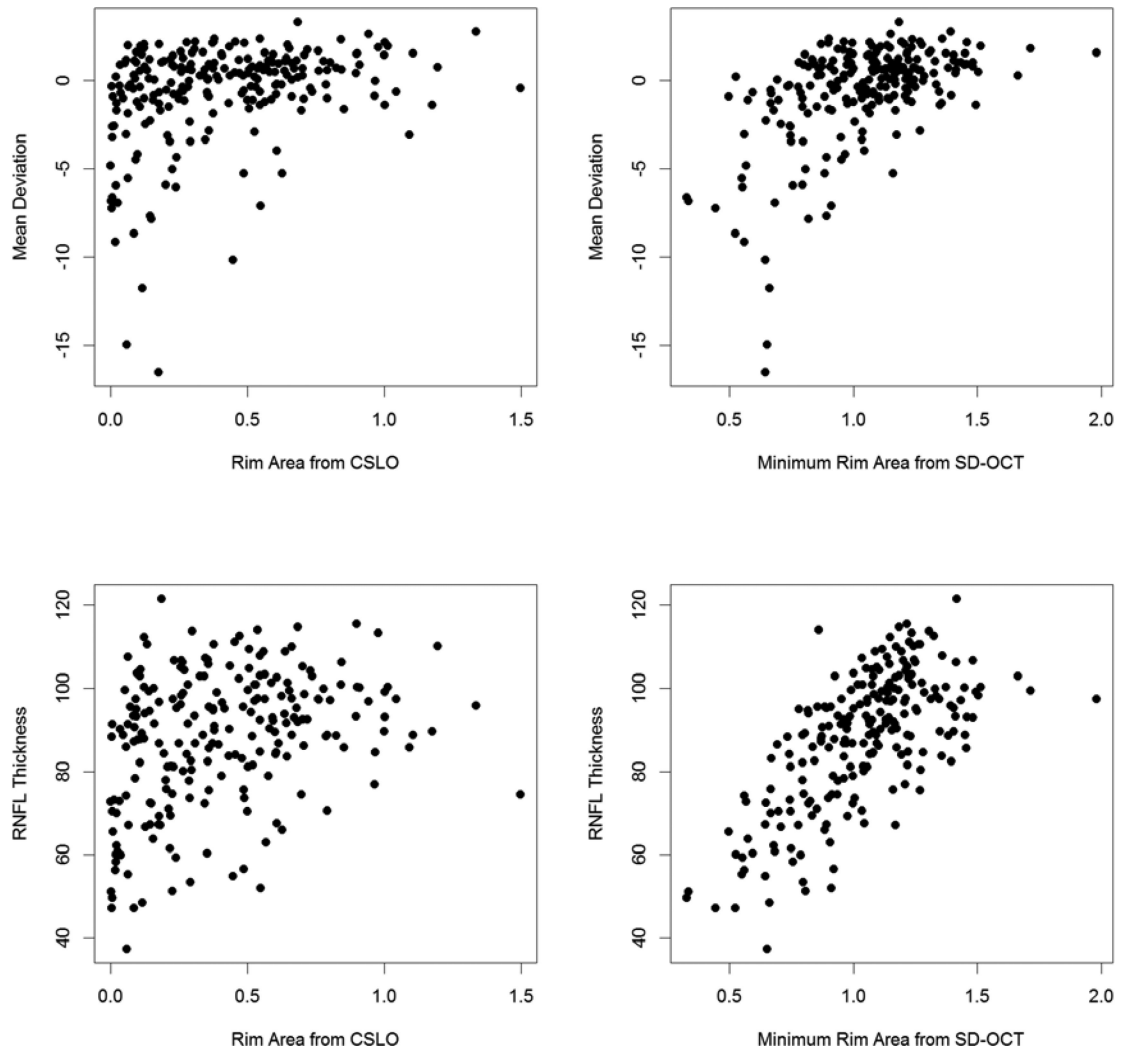 Mean Deviation
0
-5
-10
-15
0.0 0.5 1.0 1.5
Rim Area from CSLO
Mean Deviation
0
-5
-10
-15
0.5 1.0 1.5 2.0
Minimum Rim Area from SD-OCT
RNFL Thickness
120
100
80
60
40
0.0 0.5 1.0 1.5
Rim Area from CSLO
RNFL Thickness
120
100
80
60
40
0.5 1.0 1.5 2.0
Minimum Rim Area from SD-OCT